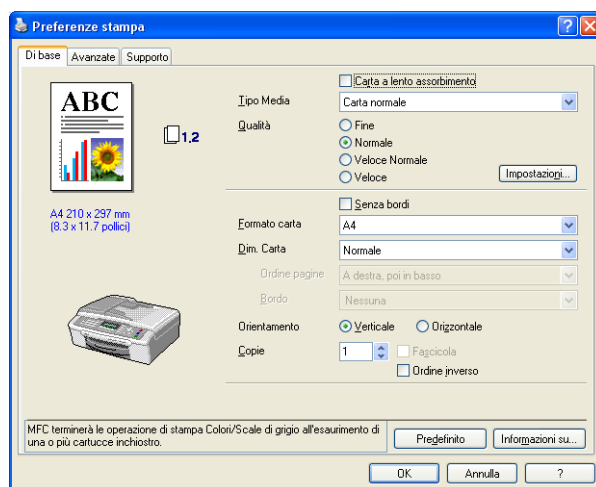 Preferenze stampa
Di base Avanzate Supporto
Carta a lento assorbimento
ABC
Tipo Media Carta normale
1,2
Qualità Fine
Normale
Veloce Normale
Veloce Impostazioni...
Senza bordi
A4 210 x 297 mm
(8.3 x 11.7 pollici)
Formato carta A4
Dim. Carta Normale
Ordine pagine A destra, poi in basso
Bordo Nessuna
Orientamento Verticale Orizzontale
Copie 1 Fascicola
Ordine inverso
MFC terminerà le operazione di stampa Colori/Scale di grigio all'esaurimento di
una o più cartucce inchiostro.
Predefinito Informazioni su...
OK Annulla ?